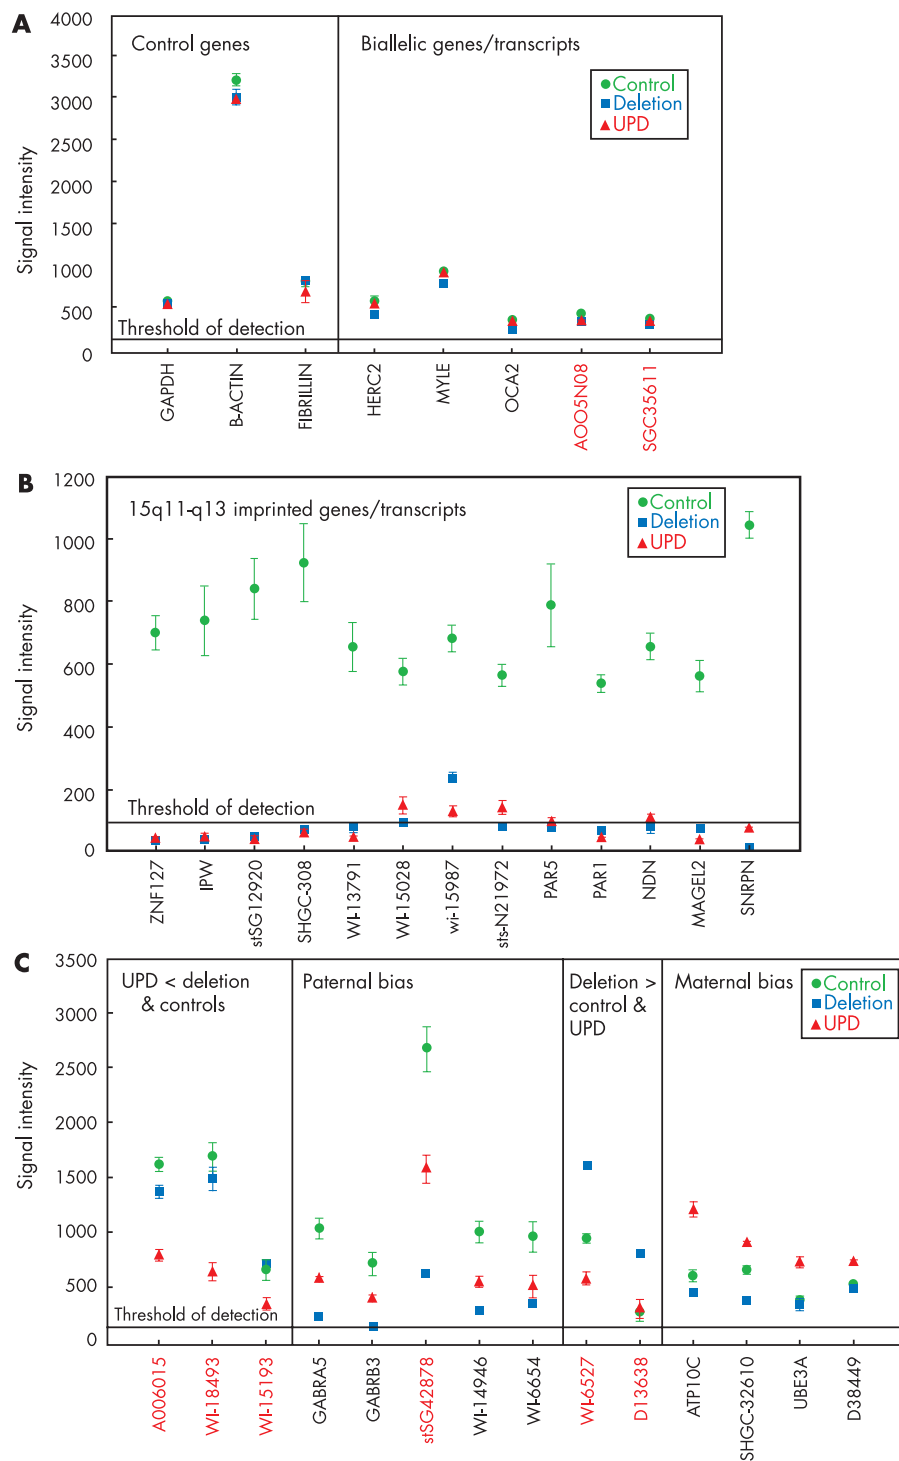 A
4000
3500
3000
2500
2000
1500
1000
500
0
Signal intensity
Control genes
Biallelic genes/transcripts
Control
Deletion
UPD
Threshold of detection
GAPDH
B-ACTIN
FIBRILLIN
HERC2
MYLE
OCA2
AOO5N08
SGC35611
B
1200
1000
800
600
400
200
0
Signal intensity
15q11-q13 imprinted genes/transcripts
Control
Deletion
UPD
Threshold of detection
ZNF127
IPW
stSG12920
SHGC-308
WI-13791
WI-15028
wi-15987
sts-N21972
PAR5
PAR1
NDN
MAGEL2
SNRPN
C
3500
3000
2500
2000
1500
1000
500
0
Signal intensity
UPD < deletion
& controls
Paternal bias
Deletion >
control &
UPD
Maternal bias
Control
Deletion
UPD
Threshold of detection
A006015
WI-18493
WI-15193
GABRA5
GABRB3
stSG42878
WI-14946
WI-6654
WI-6527
D13638
ATP10C
SHGC-32610
UBE3A
D38449